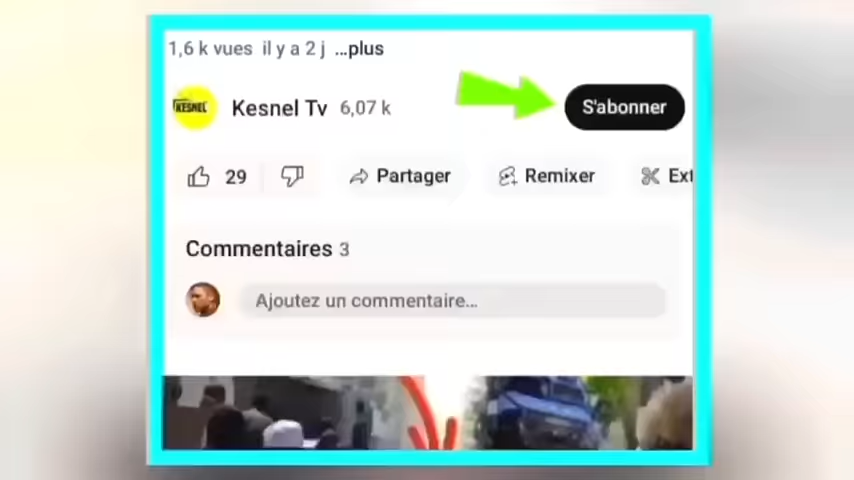 1,6 k vues il y a 2 j ...plus
KESNEL
Kesnel Tv 6,07 k
S'abonner
29
Partager
Remixer
Ext
Commentaires 3
Ajoutez un commentaire...